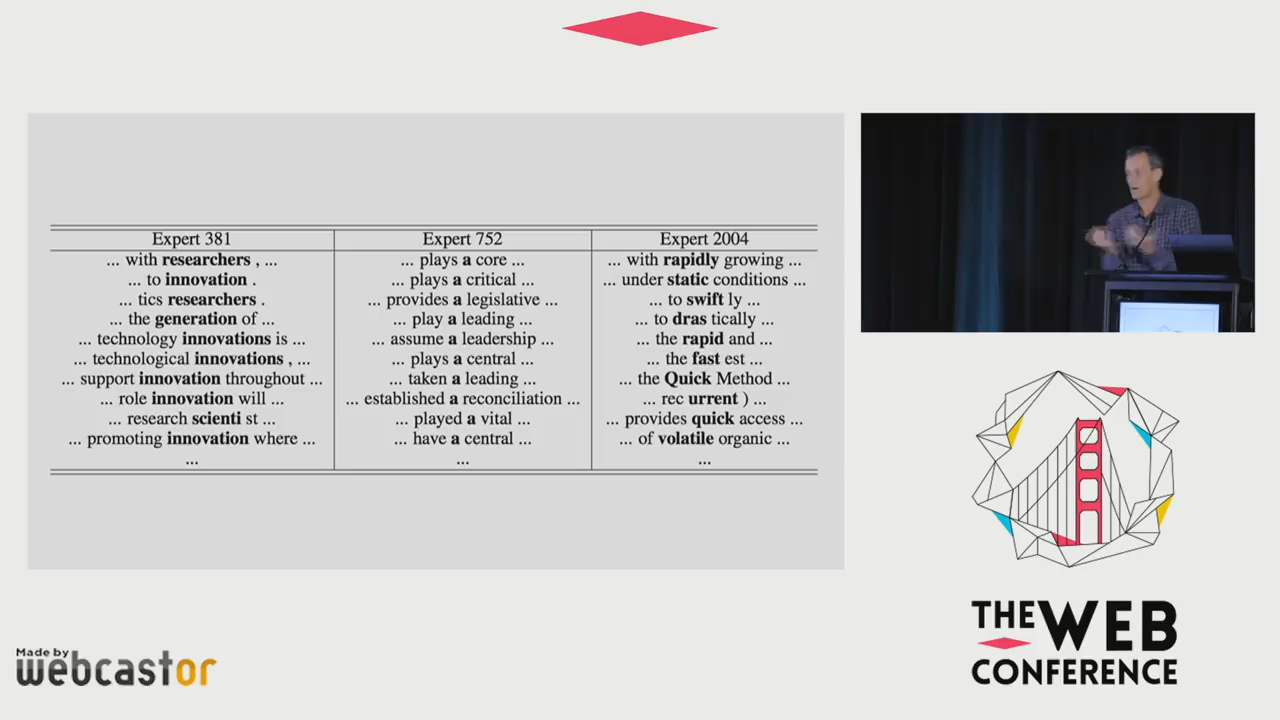 Expert 381 Expert 752 Expert 2004
... with researchers , ... ... plays a core ... ... with rapidly growing ...
... to innovation . ... plays a critical ... under static conditions ...
... tics researchers . ... provides a legislative ... ... to swift ly ...
... the generation of ... ... play a leading ... ... to dras tically ...
... technology innovations is ... ... assume a leadership ... ... the rapid and ...
... technological innovations , ... ... plays a central ... ... the fast est ...
... support innovation throughout ... ... taken a leading ... ... the Quick Method ...
... role innovation will ... ... established a reconciliation ... ... rec urrent ) ...
... research scienti st ... ... played a vital ... ... provides quick access ...
... promoting innovation where ... ... have a central ... ... of volatile organic ...
... ... ...
THE WEB
CONFERENCE
Made by
webcastor